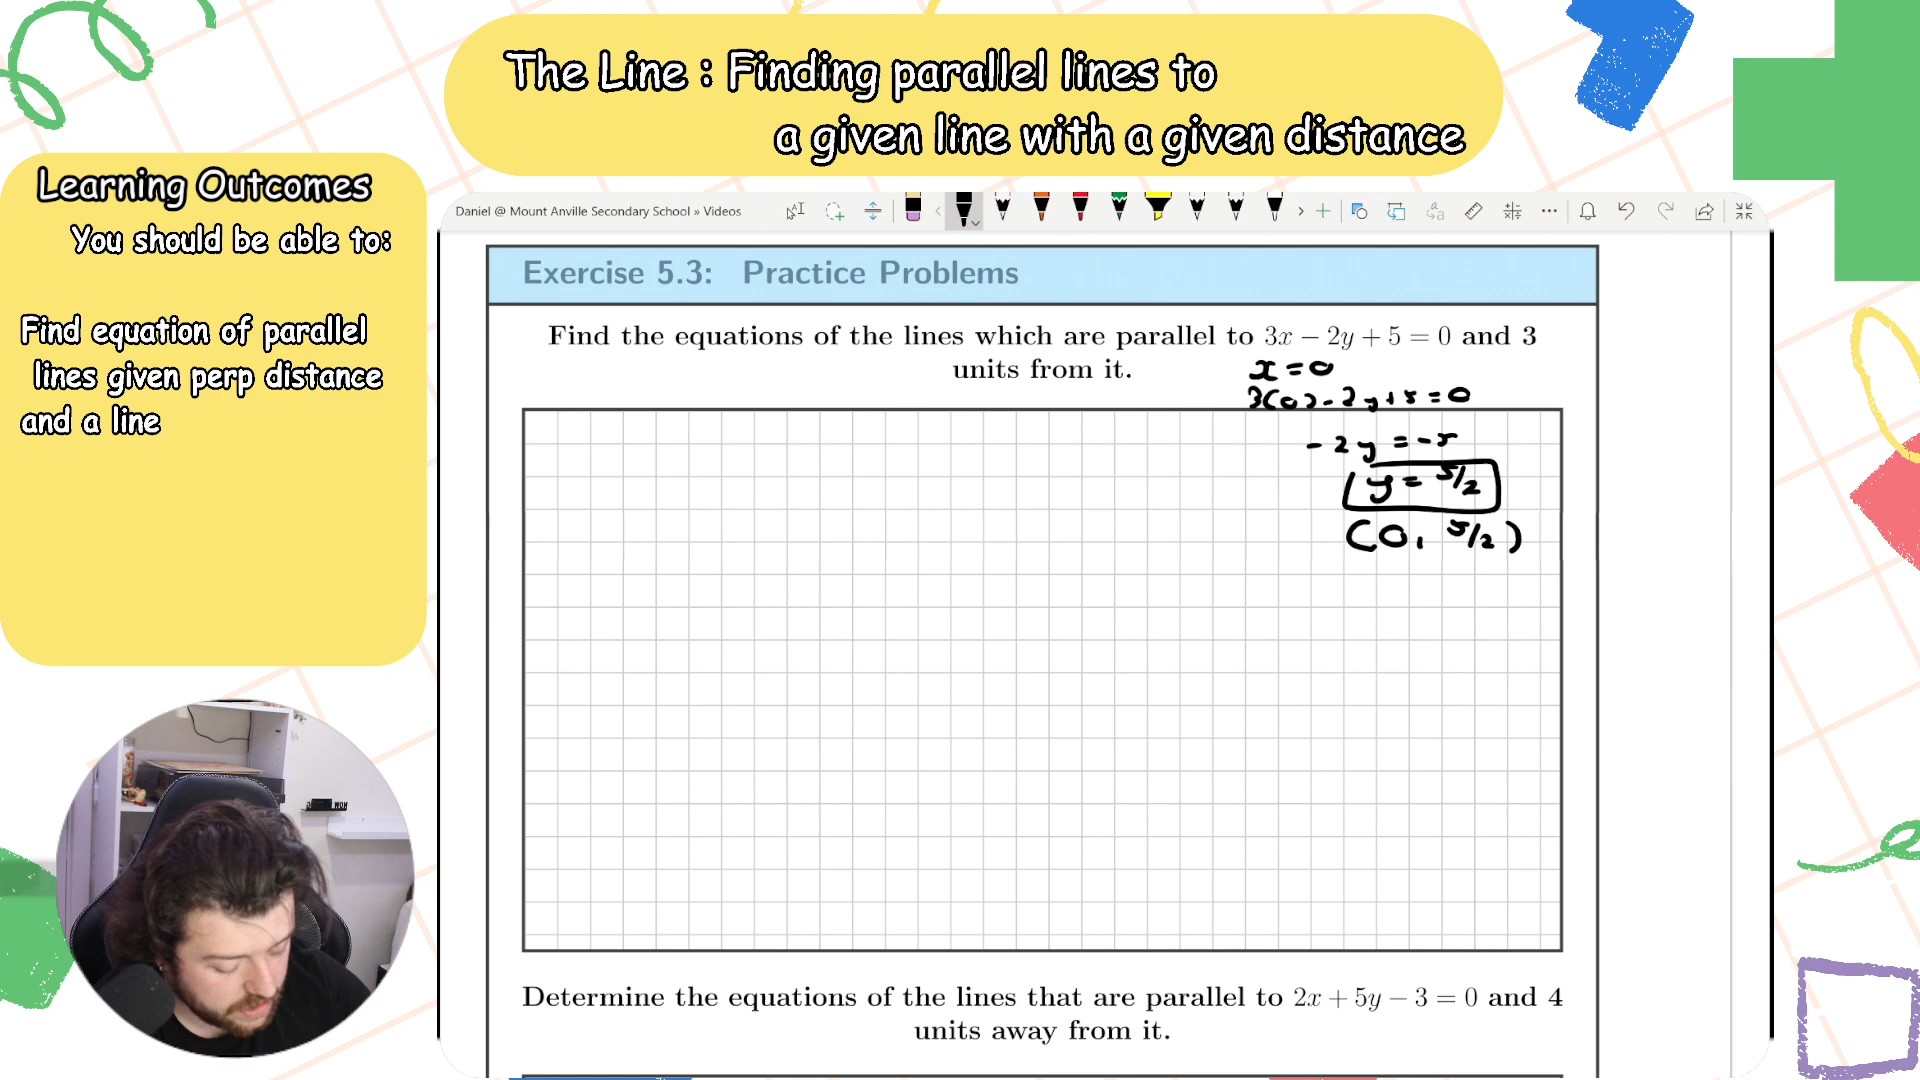 The Line : Finding parallel lines to
a given line with a given distance
Learning Outcomes
You should be able to:
Find equation of parallel
lines given perp distance
and a line
Daniel @ Mount Anville Secondary School » Videos
Exercise 5.3: Practice Problems
Find the equations of the lines which are parallel to 3x − 2y + 5 = 0 and 3
units from it.
x = 0
3(0) - 2y + 5 = 0
- 2y = -5
y = 5/2
(0, 5/2)
Determine the equations of the lines that are parallel to 2x + 5y − 3 = 0 and 4
units away from it.